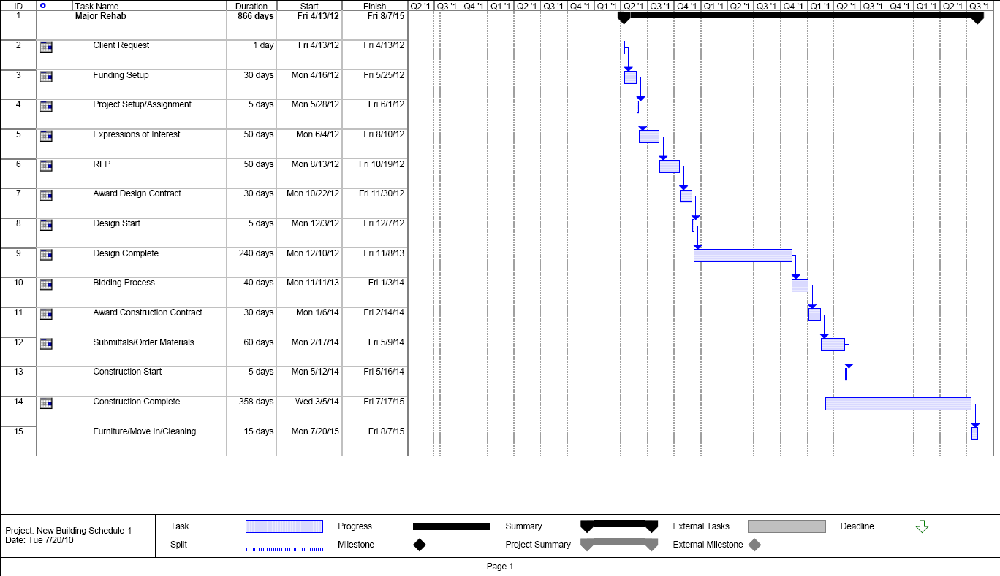 ID Task Name Duration Start Finish Q2 '1 Q3 '1 Q4 '1 Q1 '1 Q2 '1 Q3 '1 Q4 '1 Q1 '1 Q2 '1 Q3 '1 Q4 '1 Q1 '1 Q2 '1 Q3 '1 Q4 '1 Q1 '1 Q2 '1 Q3 '1 Q4 '1 Q1 '1 Q2 '1 Q3 '1
1 Major Rehab 866 days Fri 4/13/12 Fri 8/7/15
2 Client Request 1 day Fri 4/13/12 Fri 4/13/12
3 Funding Setup 30 days Mon 4/16/12 Fri 5/25/12
4 Project Setup/Assignment 5 days Mon 5/28/12 Fri 6/1/12
5 Expressions of Interest 50 days Mon 6/4/12 Fri 8/10/12
6 RFP 50 days Mon 8/13/12 Fri 10/19/12
7 Award Design Contract 30 days Mon 10/22/12 Fri 11/30/12
8 Design Start 5 days Mon 12/3/12 Fri 12/7/12
9 Design Complete 240 days Mon 12/10/12 Fri 11/8/13
10 Bidding Process 40 days Mon 11/11/13 Fri 1/3/14
11 Award Construction Contract 30 days Mon 1/6/14 Fri 2/14/14
12 Submittals/Order Materials 60 days Mon 2/17/14 Fri 5/9/14
13 Construction Start 5 days Mon 5/12/14 Fri 5/16/14
14 Construction Complete 358 days Wed 3/5/14 Fri 7/17/15
15 Furniture/Move In/Cleaning 15 days Mon 7/20/15 Fri 8/7/15
Project: New Building Schedule-1
Date: Tue 7/20/10
Task Progress Summary External Tasks Deadline
Split Milestone Project Summary External Milestone
Page 1